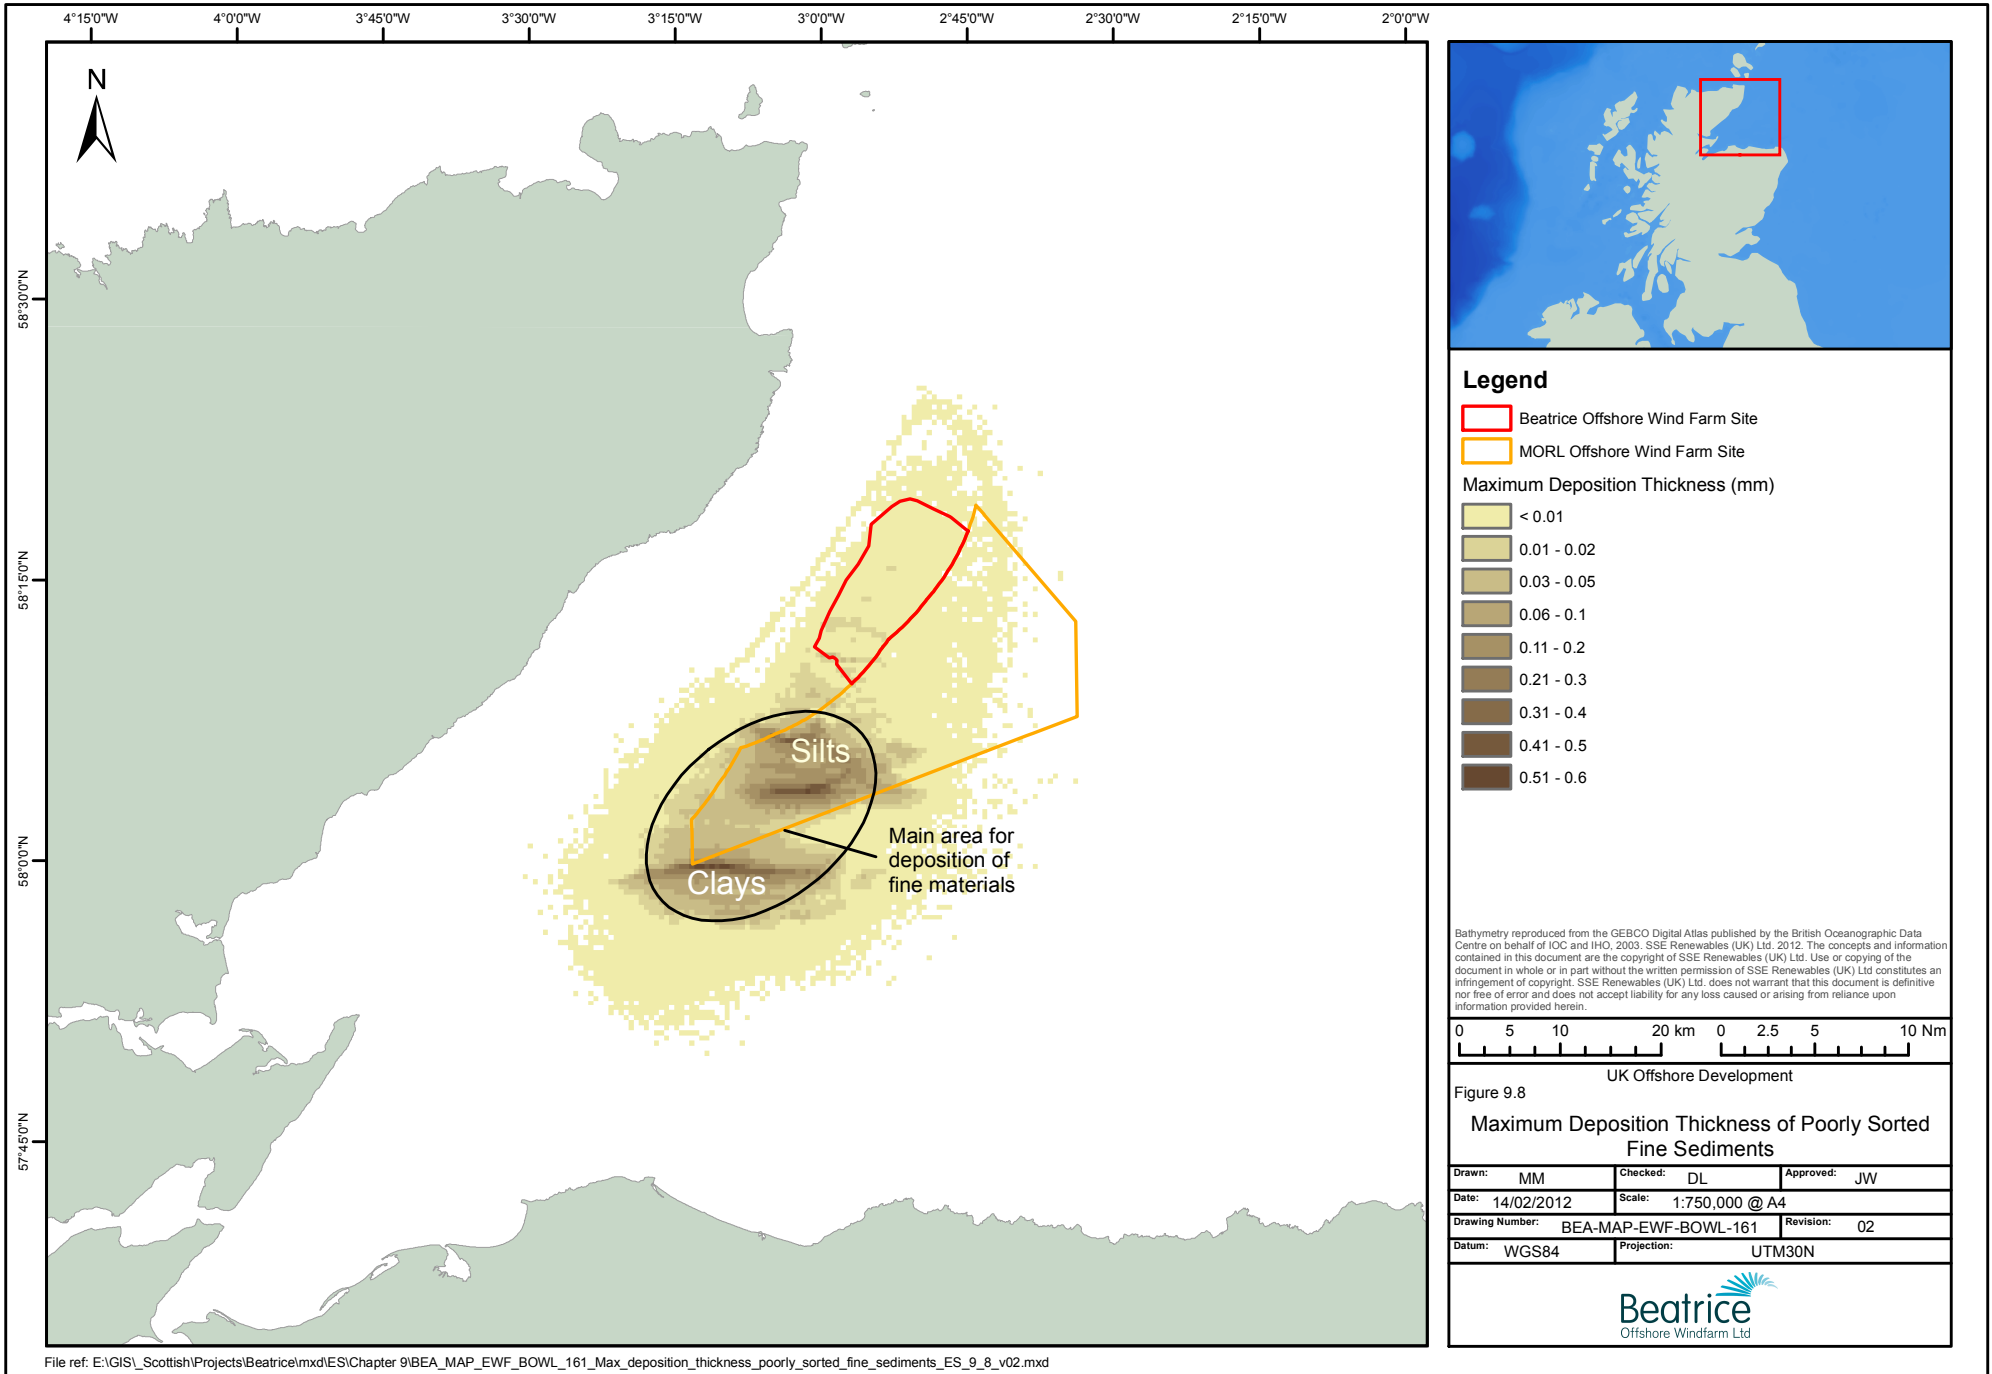 4°15'0"W
4°00'0"W
3°45'0"W
3°30'0"W
3°15'0"W
3°0'0"W
2°45'0"W
2°30'0"W
2°15'0"W
2°0'0"W
N
58°30'0"N
58°15'0"N
58°0'0"N
57°45'0"N
Silts
Clays
Main area for
deposition of
fine materials
Legend
Beatrice Offshore Wind Farm Site
MORL Offshore Wind Farm Site
Maximum Deposition Thickness (mm)
< 0.01
0.01 - 0.02
0.03 - 0.05
0.06 - 0.1
0.11 - 0.2
0.21 - 0.3
0.31 - 0.4
0.41 - 0.5
0.51 - 0.6
Bathymetry reproduced from the GEBCO Digital Atlas published by the British Oceanographic Data
Centre on behalf of IOC and IHO, 2003. SSE Renewables (UK) Ltd. 2012. The concepts and information
contained in this document are the copyright of SSE Renewables (UK) Ltd. Use or copying of the
document in whole or in part without the written permission of SSE Renewables (UK) Ltd constitutes an
infringement of copyright. SSE Renewables (UK) Ltd. does not warrant that this document is definitive
nor free of error and does not accept liability for any loss caused or arising from reliance upon
information provided herein.
0 5 10 20 km 0 2.5 5 10 Nm
UK Offshore Development
Figure 9.8
Maximum Deposition Thickness of Poorly Sorted
Fine Sediments
Drawn: MM Checked: DL Approved: JW
Date: 14/02/2012 Scale: 1:750,000 @ A4
Drawing Number: BEA-MAP-EWF-BOWL-161 Revision: 02
Datum: WGS84 Projection: UTM30N
Beatrice
Offshore Windfarm Ltd
File ref: E:\GIS\_Scottish\Projects\Beatrice\mxd\ES\Chapter 9\BEA_MAP_EWF_BOWL_161_Max_deposition_thickness_poorly_sorted_fine_sediments_ES_9_8_v02.mxd